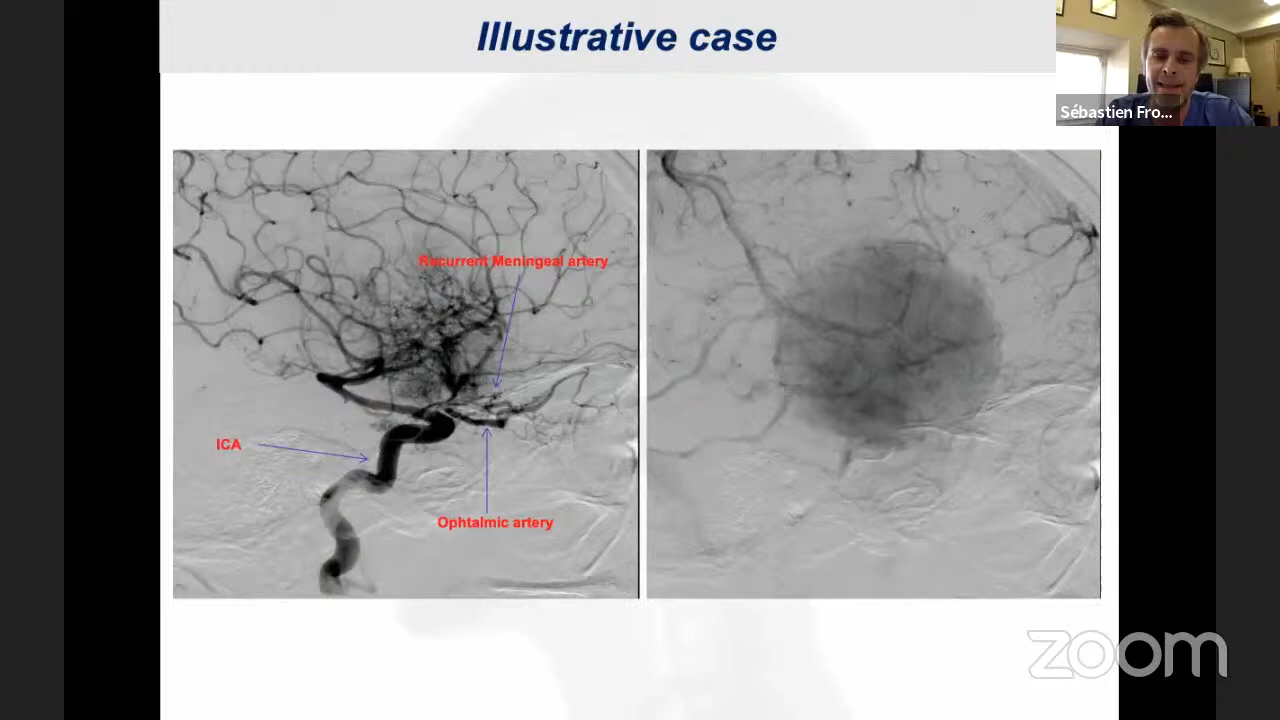 Illustrative case
Sébastien Fro...
Recurrent Meningeal artery
ICA
Ophtalmic artery
zoom